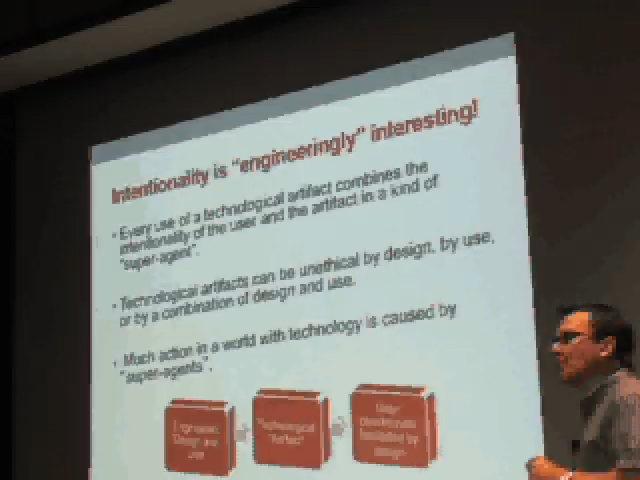 Intentionality is "engineeringly" interesting!
• Every use of a technological artifact combines the
intentionality of the user and the artifact in a kind of
"super-agent".
• Technological artifacts can be unethical by design, by use,
or by a combination of design and use.
• Much action in a world with technology is caused by
"super-agents".
Technological